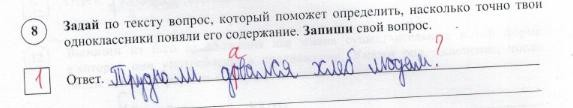 8 Задай по тексту вопрос, который поможет определить, насколько точно твои
одноклассники поняли его содержание. Запиши свой вопрос.
а
1 Ответ. Трудно ли довался хлеб людям?